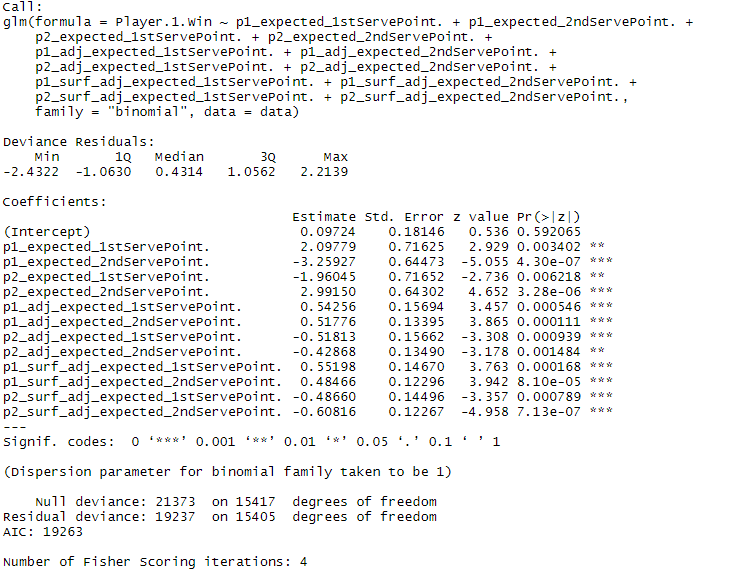 Call:
glm(formula = Player.1.Win ~ p1_expected_1stServePoint. + p1_expected_2ndServePoint. +
    p2_expected_1stServePoint. + p2_expected_2ndServePoint. +
    p1_adj_expected_1stServePoint. + p1_adj_expected_2ndServePoint. +
    p2_adj_expected_1stServePoint. + p2_adj_expected_2ndServePoint. +
    p1_surf_adj_expected_1stServePoint. + p1_surf_adj_expected_2ndServePoint. +
    p2_surf_adj_expected_1stServePoint. + p2_surf_adj_expected_2ndServePoint.,
    family = "binomial", data = data)
Deviance Residuals:
    Min       1Q   Median       3Q      Max
-2.4322  -1.0630   0.4314   1.0562   2.2139
Coefficients:
                                    Estimate Std. Error z value Pr(>|z|)
(Intercept)                          0.09724    0.18146   0.536 0.592065
p1_expected_1stServePoint.           2.09779    0.71625   2.929 0.003402 **
p1_expected_2ndServePoint.          -3.25927    0.64473  -5.055 4.30e-07 ***
p2_expected_1stServePoint.          -1.96045    0.71652  -2.736 0.006218 **
p2_expected_2ndServePoint.           2.99150    0.64302   4.652 3.28e-06 ***
p1_adj_expected_1stServePoint.       0.54256    0.15694   3.457 0.000546 ***
p1_adj_expected_2ndServePoint.       0.51776    0.13395   3.865 0.000111 ***
p2_adj_expected_1stServePoint.      -0.51813    0.15662  -3.308 0.000939 ***
p2_adj_expected_2ndServePoint.      -0.42868    0.13490  -3.178 0.001484 **
p1_surf_adj_expected_1stServePoint.  0.55198    0.14670   3.763 0.000168 ***
p1_surf_adj_expected_2ndServePoint.  0.48466    0.12296   3.942 8.10e-05 ***
p2_surf_adj_expected_1stServePoint. -0.48660    0.14496  -3.357 0.000789 ***
p2_surf_adj_expected_2ndServePoint. -0.60816    0.12267  -4.958 7.13e-07 ***
---
Signif. codes:  0 ‘***’ 0.001 ‘**’ 0.01 ‘*’ 0.05 ‘.’ 0.1 ‘ ’ 1
(Dispersion parameter for binomial family taken to be 1)
    Null deviance: 21373  on 15417  degrees of freedom
Residual deviance: 19237  on 15405  degrees of freedom
AIC: 19263
Number of Fisher Scoring iterations: 4